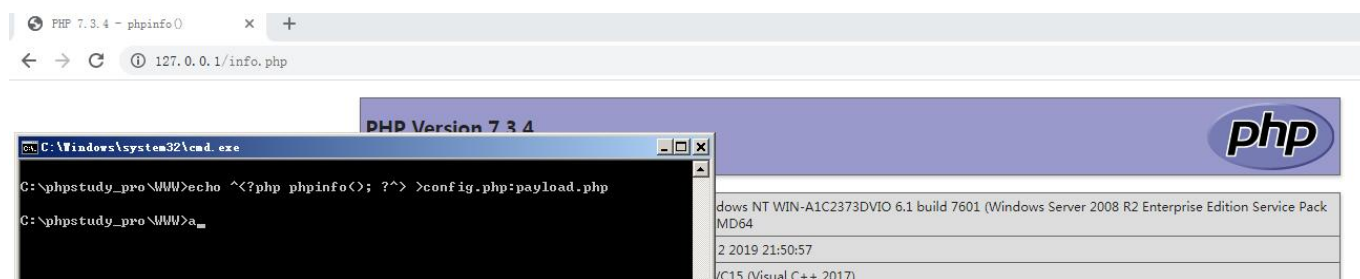 PHP 7.3.4 - phpinfo()
127.0.0.1/info.php
PHP Version 7.3.4
php
C:\Windows\system32\cmd.exe
C:\phpstudy_pro\WWW>echo ^<?php phpinfo(); ?^> >config.php:payload.php
C:\phpstudy_pro\WWW>a_
dows NT WIN-A1C2373DVIO 6.1 build 7601 (Windows Server 2008 R2 Enterprise Edition Service Pack
MD64
2 2019 21:50:57
/C15 (Visual C++ 2017)